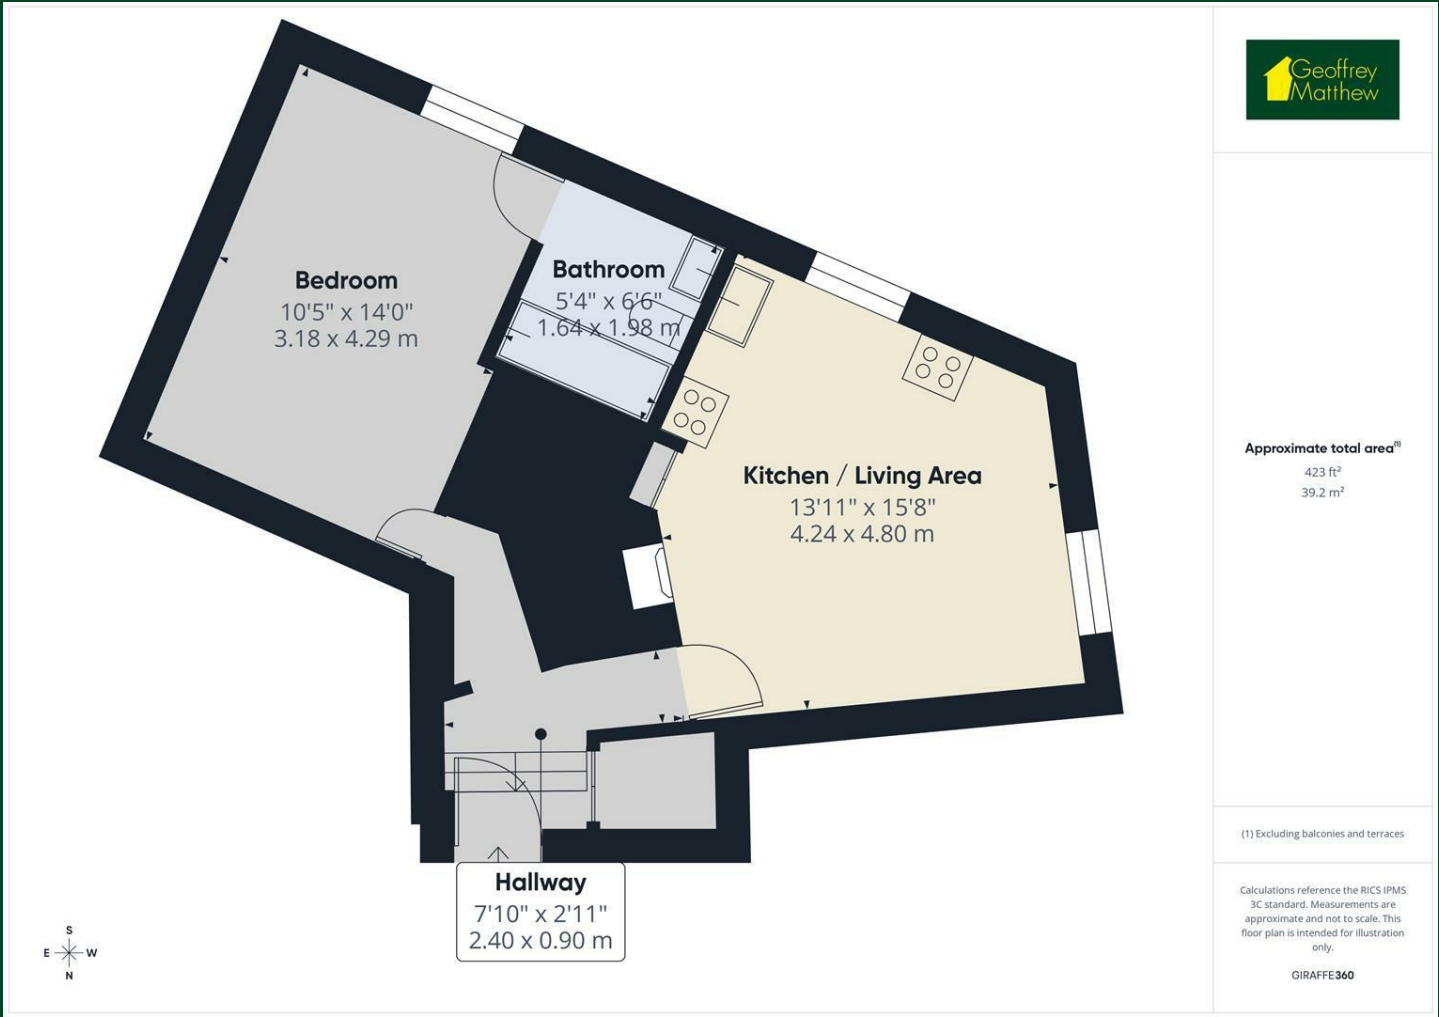 Geoffrey
Matthew
Bedroom
10'5" x 14'0"
3.18 x 4.29 m
Bathroom
5'4" x 6'6"
1.64 x 1.98 m
Kitchen / Living Area
13'11" x 15'8"
4.24 x 4.80 m
Hallway
7'10" x 2'11"
2.40 x 0.90 m
S
E W
N
Approximate total area(1)
423 ft²
39.2 m²
(1) Excluding balconies and terraces
Calculations reference the RICS IPMS
3C standard. Measurements are
approximate and not to scale. This
floor plan is intended for illustration
only.
GIRAFFE360